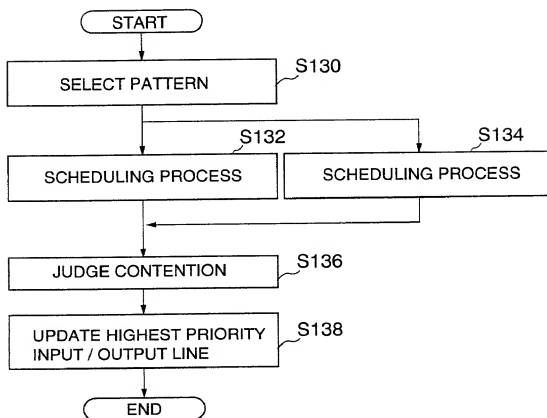 START
SELECT PATTERN
S130
S132
S134
SCHEDULING PROCESS
SCHEDULING PROCESS
JUDGE CONTENTION
S136
UPDATE HIGHEST PRIORITY
INPUT / OUTPUT LINE
S138
END